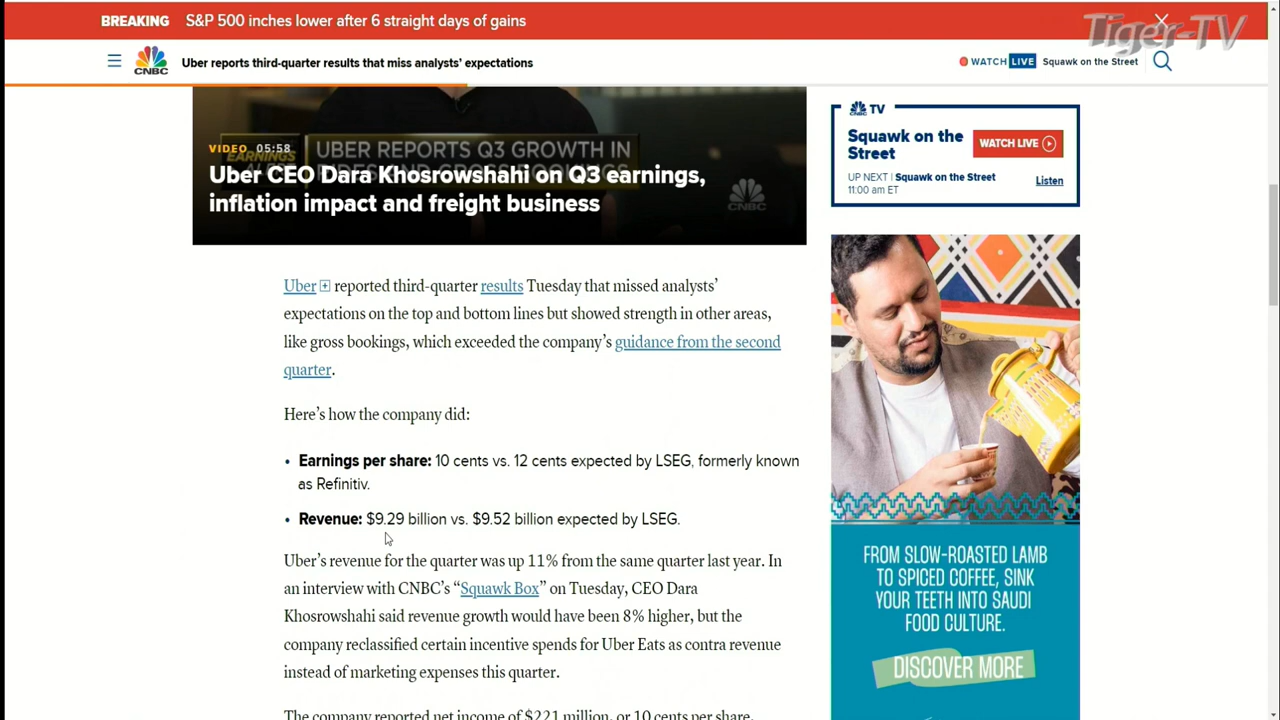 BREAKING S&P 500 inches lower after 6 straight days of gains
Tiger-TV
CNBC
Uber reports third-quarter results that miss analysts’ expectations
WATCH LIVE Squawk on the Street
VIDEO 05:58
EARNINGS
UBER REPORTS Q3 GROWTH IN
Uber CEO Dara Khosrowshahi on Q3 earnings,
inflation impact and freight business
CNBC
Uber reported third-quarter results Tuesday that missed analysts’
expectations on the top and bottom lines but showed strength in other areas,
like gross bookings, which exceeded the company’s guidance from the second
quarter.
Here’s how the company did:
• Earnings per share: 10 cents vs. 12 cents expected by LSEG, formerly known
as Refinitiv.
• Revenue: $9.29 billion vs. $9.52 billion expected by LSEG.
Uber’s revenue for the quarter was up 11% from the same quarter last year. In
an interview with CNBC’s “Squawk Box” on Tuesday, CEO Dara
Khosrowshahi said revenue growth would have been 8% higher, but the
company reclassified certain incentive spends for Uber Eats as contra revenue
instead of marketing expenses this quarter.
The company reported net income of $221 million, or 10 cents per share,
CNBC TV
Squawk on the
Street
WATCH LIVE
UP NEXT | Squawk on the Street
11:00 am ET
Listen
FROM SLOW-ROASTED LAMB
TO SPICED COFFEE, SINK
YOUR TEETH INTO SAUDI
FOOD CULTURE.
DISCOVER MORE